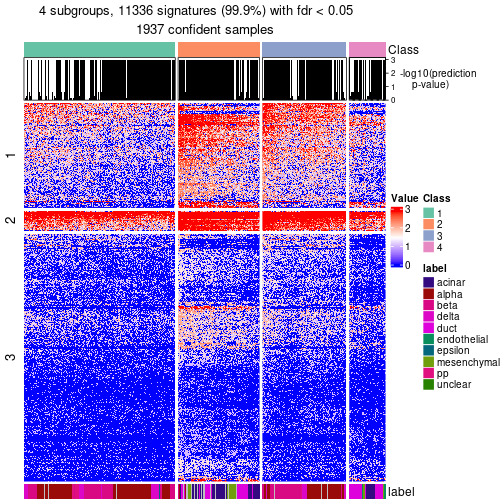 4 subgroups, 11336 signatures (99.9%) with fdr < 0.05
1937 confident samples
Class
3
2
1
0
-log10(prediction
p-value)
1
2
3
Value
3
2
1
0
Class
1
2
3
4
label
acinar
alpha
beta
delta
duct
endothelial
epsilon
mesenchymal
pp
unclear
label